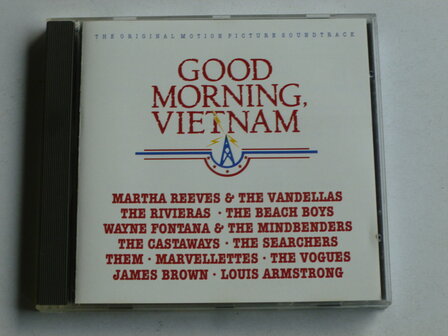 THE ORIGINAL MOTION PICTURE SOUNDTRACK
GOOD
MORNING,
VIETNAM
MARTHA REEVES & THE VANDELLAS
THE RIVIERAS · THE BEACH BOYS
WAYNE FONTANA & THE MINDBENDERS
THE CASTAWAYS · THE SEARCHERS
THEM · MARVELLETTES · THE VOGUES
JAMES BROWN · LOUIS ARMSTRONG